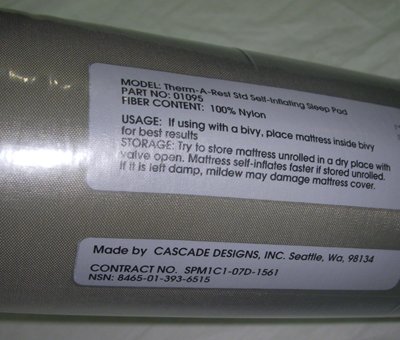 MODEL: Therm-A-Rest Std Self-Inflating Sleep Pad
PART NO: 01095
FIBER CONTENT: 100% Nylon
USAGE: If using with a bivy, place mattress inside bivy
for best results
STORAGE: Try to store mattress unrolled in a dry place with
valve open. Mattress self-inflates faster if stored unrolled.
If it is left damp, mildew may damage mattress cover.
Made by CASCADE DESIGNS, INC. Seattle, Wa, 98134
CONTRACT NO. SPM1C1-07D-1561
NSN: 8465-01-393-6515